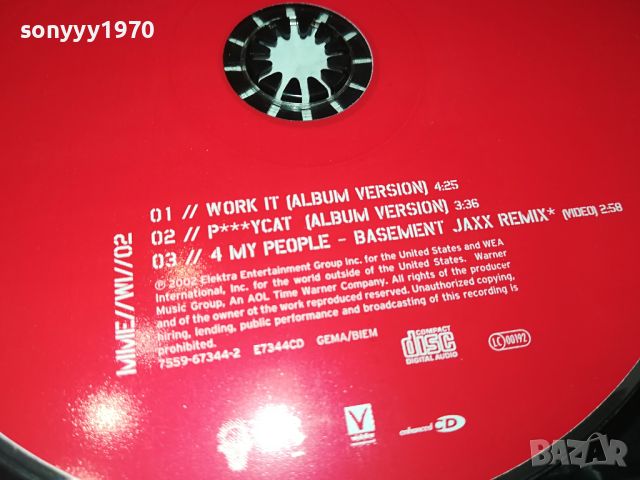 sonyyy1970
01 // WORK IT (ALBUM VERSION) 4:25
02 // P***YCAT (ALBUM VERSION) 3:36
03 // 4 MY PEOPLE - BASEMENT JAXX REMIX* (VIDEO) 2:58
MME//WI//02
℗ 2002 Elektra Entertainment Group Inc. for the United States and WEA
International, Inc. for the world outside of the United States. Warner
Music Group, An AOL Time Warner Company. All rights of the producer
and of the owner ot the work reproduced reserved. Unauthorized copying,
hiring, lending, public performance and broadcasting of this recording is
prohibited.
7559-67344-2 E7344CD GEMA/BIEM
COMPACT
disc
DIGITAL AUDIO
LC 00192
V
enhanced CD
BAZAR.bg